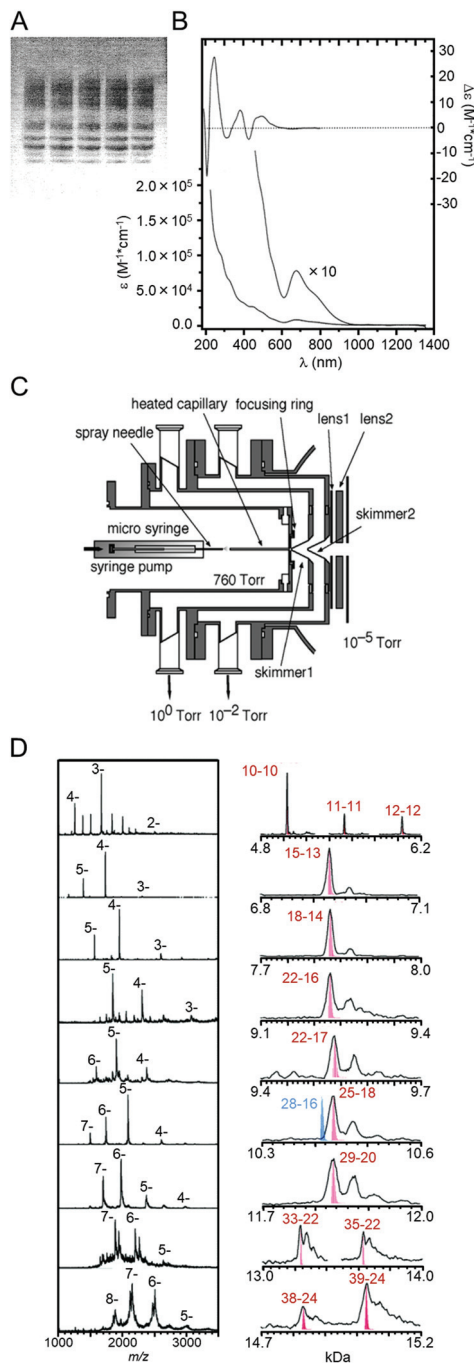 A
B
30
20
10
0
-10
-20
-30
Δε (M⁻¹*cm⁻¹)
2.0 × 10⁵
1.5 × 10⁵
1.0 × 10⁵
5.0 × 10⁴
0.0
ε (M⁻¹*cm⁻¹)
× 10
200 400 600 800 1000 1200 1400
λ (nm)
C
heated capillary focusing ring lens1 lens2
spray needle
skimmer2
micro syringe
syringe pump
760 Torr
skimmer1
10⁻⁵ Torr
10⁰ Torr 10⁻² Torr
D
3-
4-
2-
10-10
11-11
12-12
4.8 6.2
4-
5-
3-
15-13
6.8 7.1
4-
5-
3-
18-14
7.7 8.0
5-
4-
3-
22-16
9.1 9.4
5-
6-
4-
22-17
9.4 9.7
5-
6-
7-
4-
25-18
28-16
10.3 10.6
6-
7-
5-
4-
29-20
11.7 12.0
7-
6-
5-
33-22
35-22
13.0 14.0
7-
6-
8-
5-
38-24
39-24
14.7 15.2
1000 2000 3000
m/z
kDa